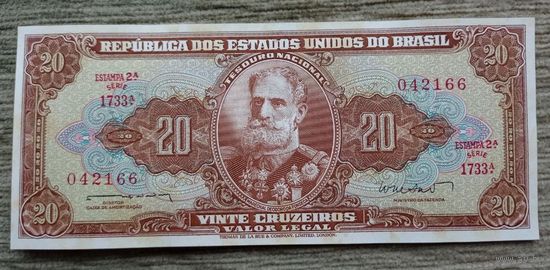 REPÚBLICA DOS ESTADOS UNIDOS DO BRASIL
20
20
TESOURO NACIONAL
ESTAMPA 2ª
SÉRIE
1733ª
042166
20
20
ESTAMPA 2ª
SÉRIE
1733ª
042166
DIRECTOR
CAIXA DE AMORTIZAÇÃO
MINISTRO DA FAZENDA
20
20
VINTE CRUZEIROS
VALOR LEGAL
THOMAS DE LA RUE & COMPANY, LIMITED, LONDON.